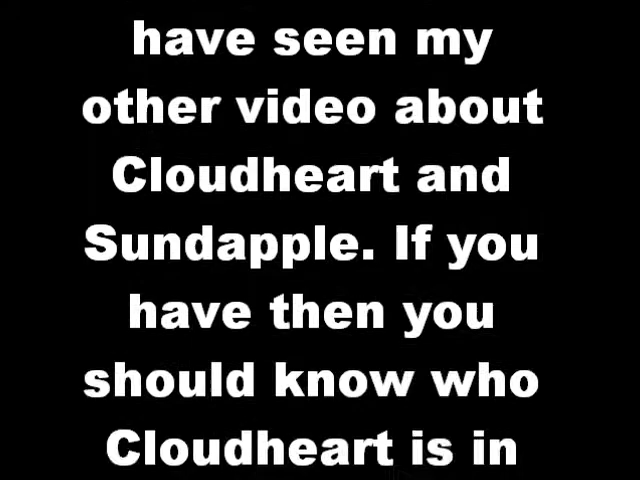 have seen my
other video about
Cloudheart and
Sundapple. If you
have then you
should know who
Cloudheart is in